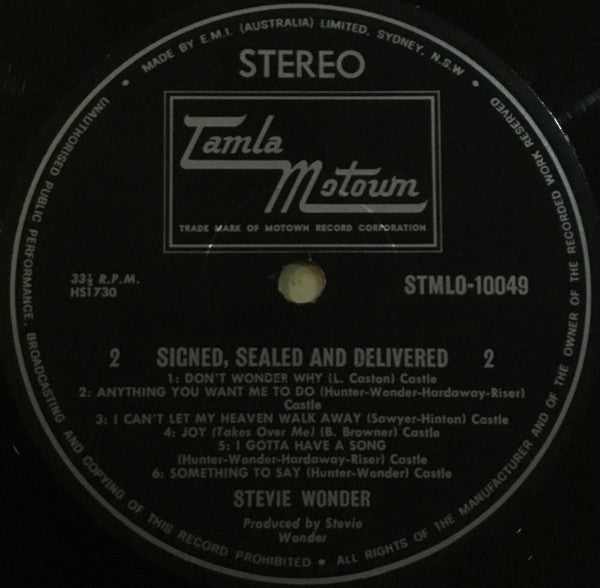 MADE BY E.M.I. (AUSTRALIA) LIMITED, SYDNEY, N.S.W • ALL RIGHTS OF THE MANUFACTURER AND OF THE OWNER OF THE RECORDED WORK RESERVED
UNAUTHORISED PUBLIC PERFORMANCE, BROADCASTING AND COPYING OF THIS RECORD PROHIBITED •
STEREO
Tamla
Motown
TRADE MARK OF MOTOWN RECORD CORPORATION
33⅓ R.P.M.
HS1730
STMLO-10049
2 SIGNED, SEALED AND DELIVERED 2
1: DON'T WONDER WHY (L. Caston) Castle
2: ANYTHING YOU WANT ME TO DO (Hunter-Wonder-Hardaway-Riser)
Castle
3: I CAN'T LET MY HEAVEN WALK AWAY (Sawyer-Hinton) Castle
4: JOY (Takes Over Me) (B. Browner) Castle
5: I GOTTA HAVE A SONG
(Hunter-Wonder-Hardaway-Riser) Castle
6: SOMETHING TO SAY (Hunter-Wonder) Castle
STEVIE WONDER
Produced by Stevie
Wonder